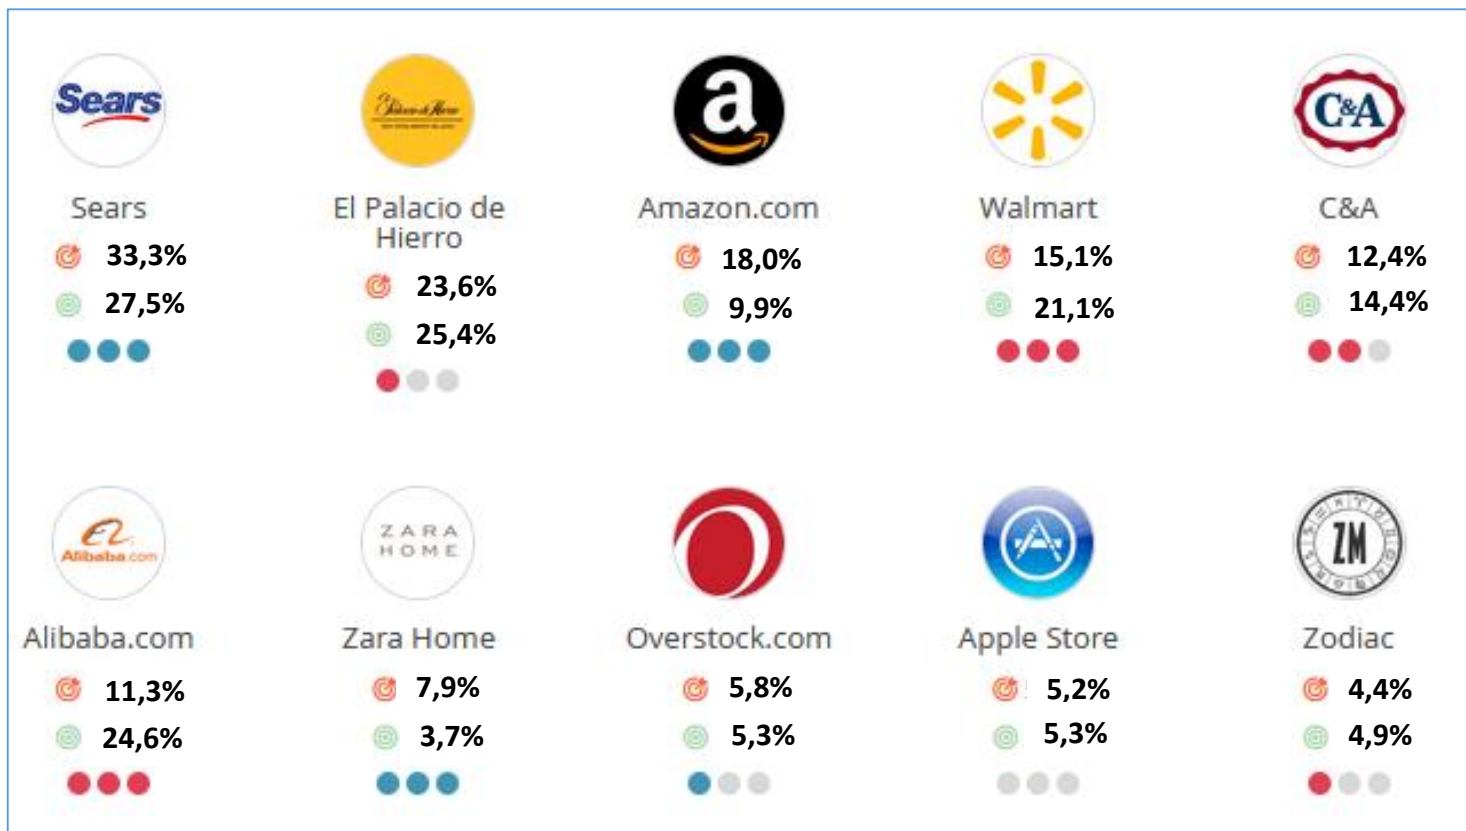 Sears
a
C&A
Sears
El Palacio de
Hierro
Amazon.com
Walmart
C&A
33,3%
23,6%
18,0%
15,1%
12,4%
27,5%
25,4%
9,9%
21,1%
14,4%
Alibaba.com
ZARA
HOME
ZM
Alibaba.com
Zara Home
Overstock.com
Apple Store
Zodiac
11,3%
7,9%
5,8%
5,2%
4,4%
24,6%
3,7%
5,3%
5,3%
4,9%